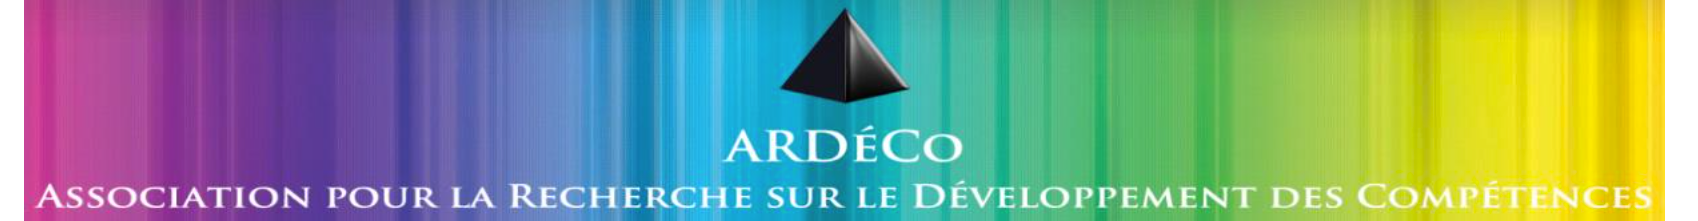 ARDéCo
Association pour la Recherche sur le Développement des Compétences